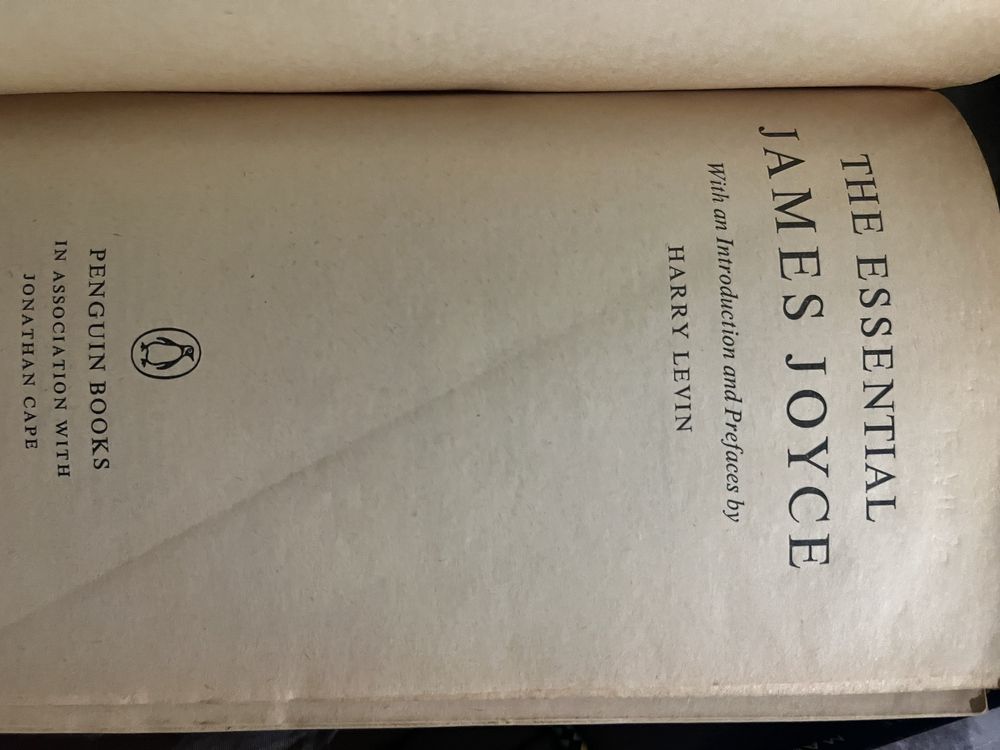 THE ESSENTIAL
JAMES JOYCE
With an Introduction and Prefaces by
HARRY LEVIN
PENGUIN BOOKS
IN ASSOCIATION WITH
JONATHAN CAPE